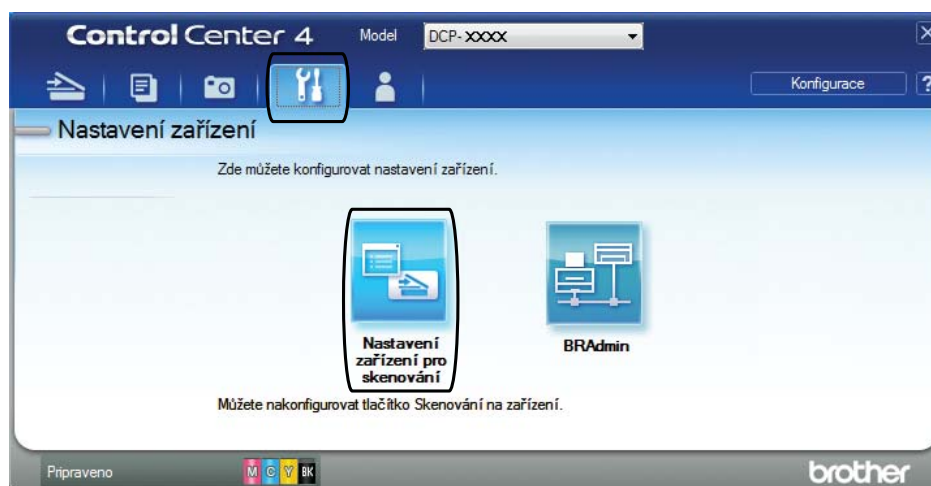 Control Center 4 Model DCP-XXXX
Konfigurace ?
Nastavení zařízení
Zde můžete konfigurovat nastavení zařízení.
Nastavení
zařízení pro
skenování
BRAdmin
Můžete nakonfigurovat tlačítko Skenování na zařízení.
Pripraveno M C Y BK brother